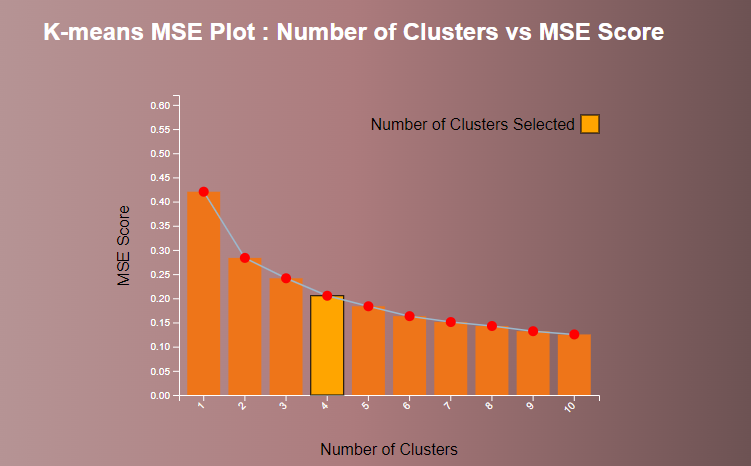 K-means MSE Plot : Number of Clusters vs MSE Score
Number of Clusters Selected
MSE Score
0.60
0.55
0.50
0.45
0.40
0.35
0.30
0.25
0.20
0.15
0.10
0.05
0.00
1 2 3 4 5 6 7 8 9 10
Number of Clusters